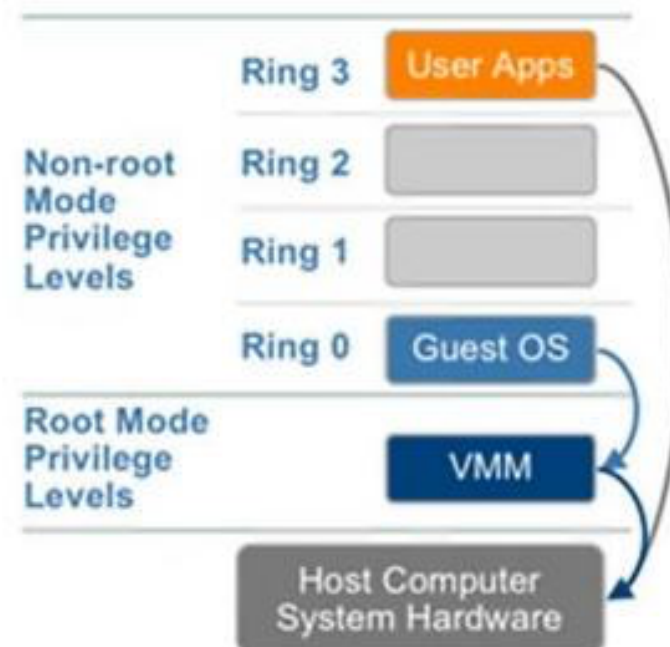 Ring 3
User Apps
Non-root
Mode
Privilege
Levels
Ring 2
Ring 1
Ring 0
Guest OS
Root Mode
Privilege
Levels
VMM
Host Computer
System Hardware